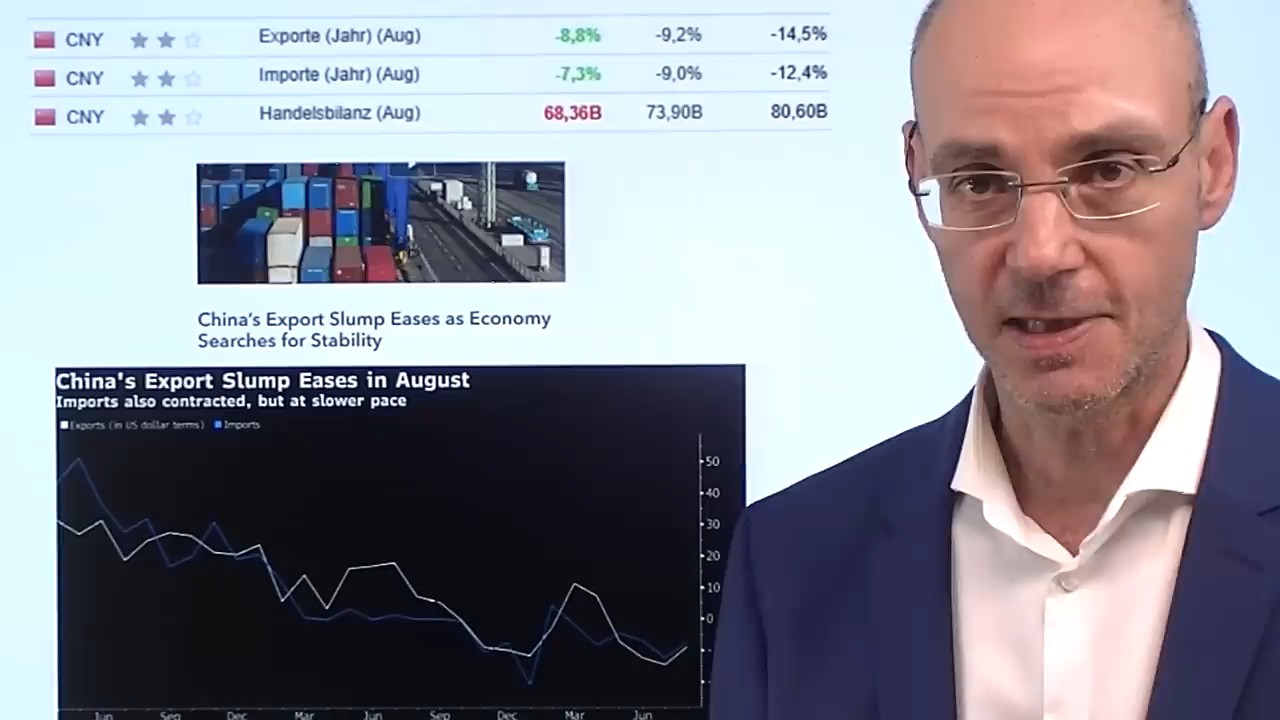 CNY Exporte (Jahr) (Aug) -8,8% -9,2% -14,5%
CNY Importe (Jahr) (Aug) -7,3% -9,0% -12,4%
CNY Handelsbilanz (Aug) 68,36B 73,90B 80,60B
China's Export Slump Eases as Economy
Searches for Stability
China's Export Slump Eases in August
Imports also contracted, but at slower pace
Exports (in US dollar terms) Imports
50
40
30
20
10
0
Jun Sep Dec Mar Jun Sep Dec Mar Jun